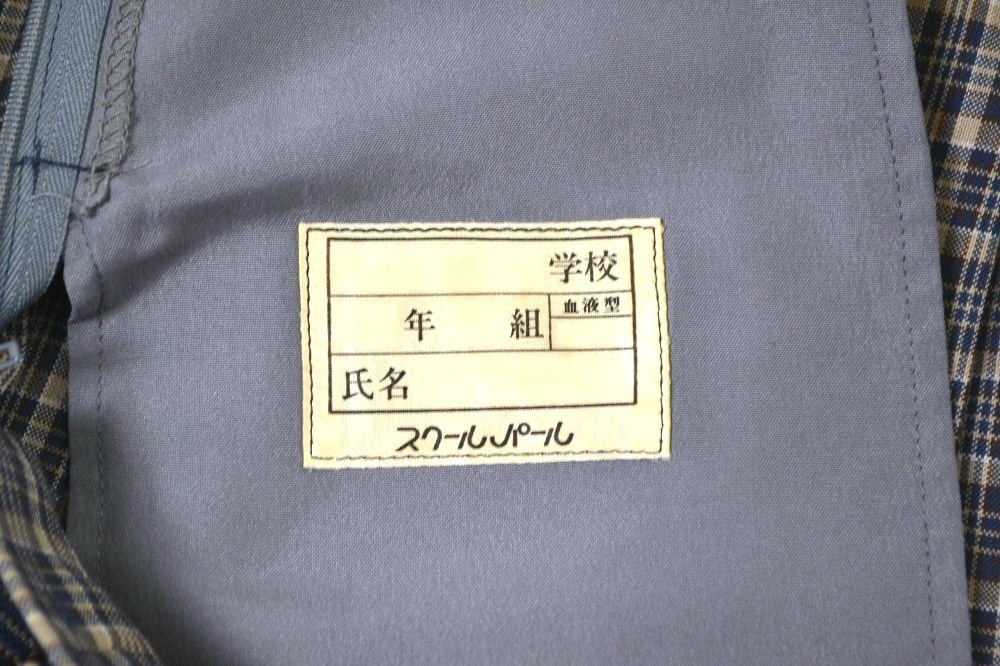 学校
年 組 血液型
氏名
スクールパール